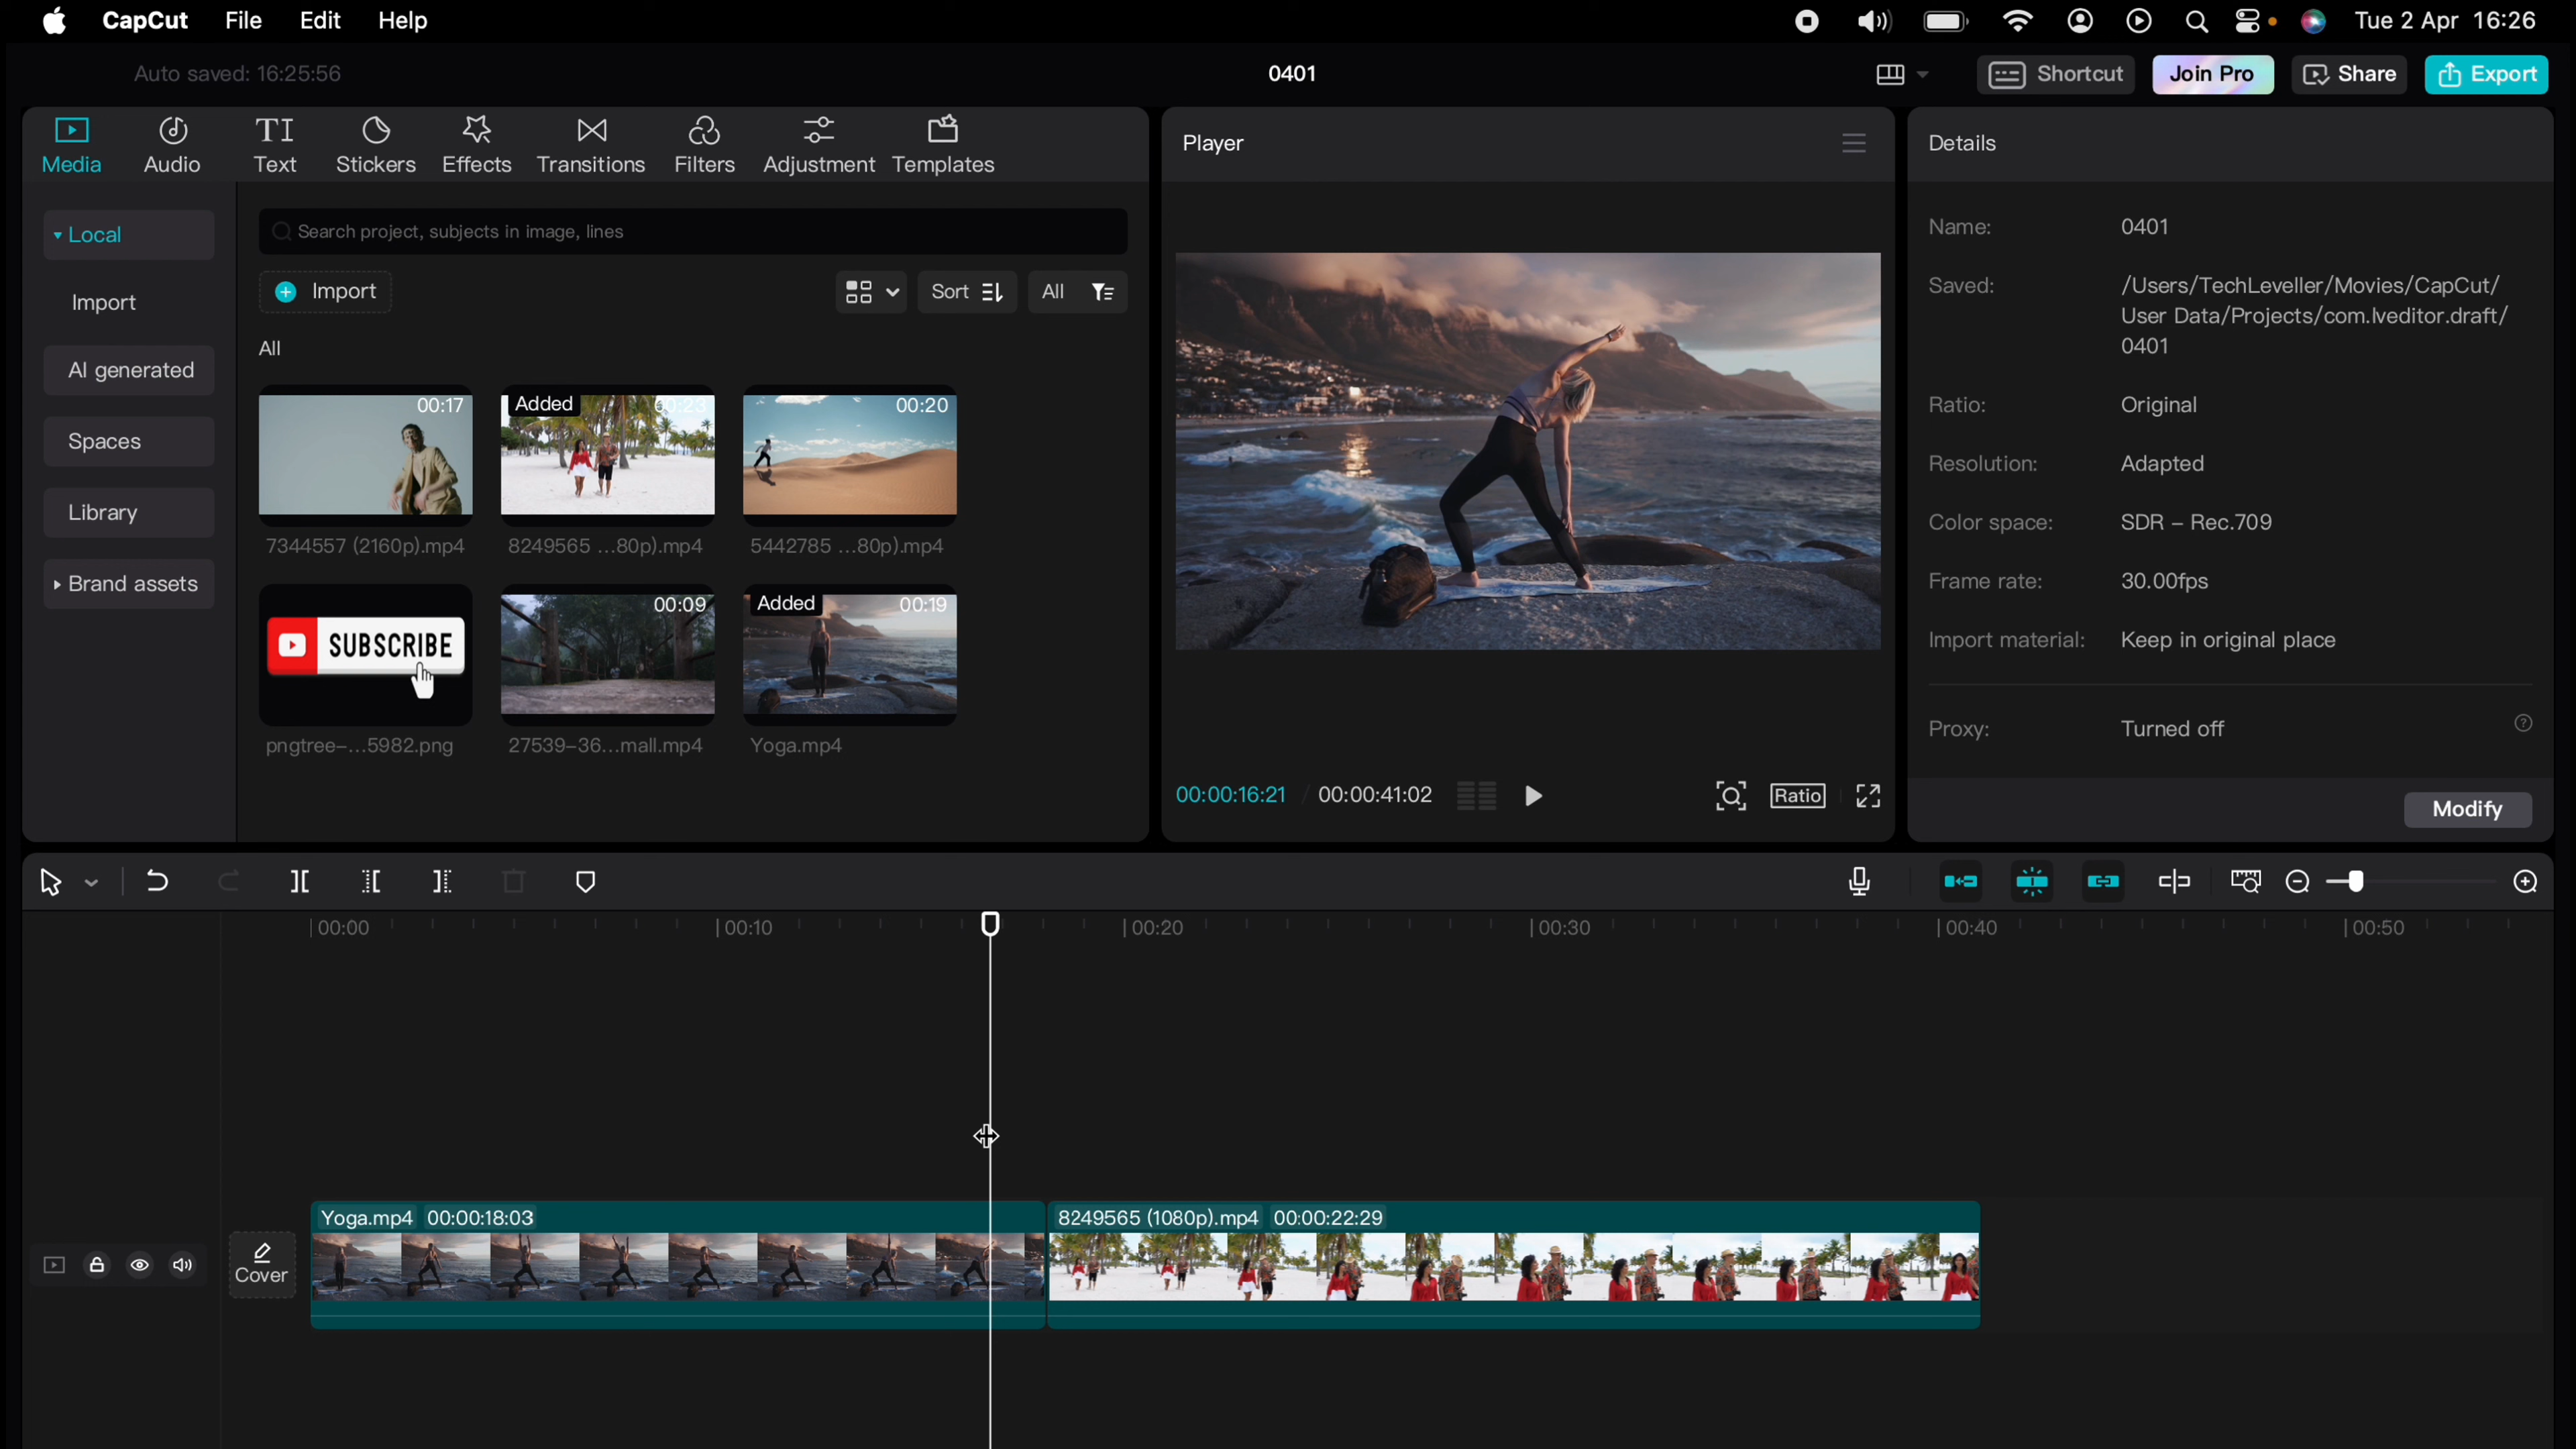 CapCut File Edit Help
Tue 2 Apr 16:26
Auto saved: 16:25:56
0401
Shortcut
Join Pro
Share
Export
Media
Audio
Text
Stickers
Effects
Transitions
Filters
Adjustment
Templates
Local
Import
AI generated
Spaces
Library
Brand assets
Search project, subjects in image, lines
Import
Sort
All
All
00:17
Added
00:23
00:20
7344557 (2160p).mp4
8249565 ...80p).mp4
5442785 ...80p).mp4
SUBSCRIBE
00:09
Added
00:19
pngtree-...5982.png
27539-36...mall.mp4
Yoga.mp4
Player
00:00:16:21 / 00:00:41:02
Ratio
Details
Name: 0401
Saved: /Users/TechLeveller/Movies/CapCut/
User Data/Projects/com.lveditor.draft/
0401
Ratio: Original
Resolution: Adapted
Color space: SDR – Rec.709
Frame rate: 30.00fps
Import material: Keep in original place
Proxy: Turned off
Modify
00:00
00:10
00:20
00:30
00:40
00:50
Cover
Yoga.mp4 00:00:18:03
8249565 (1080p).mp4 00:00:22:29